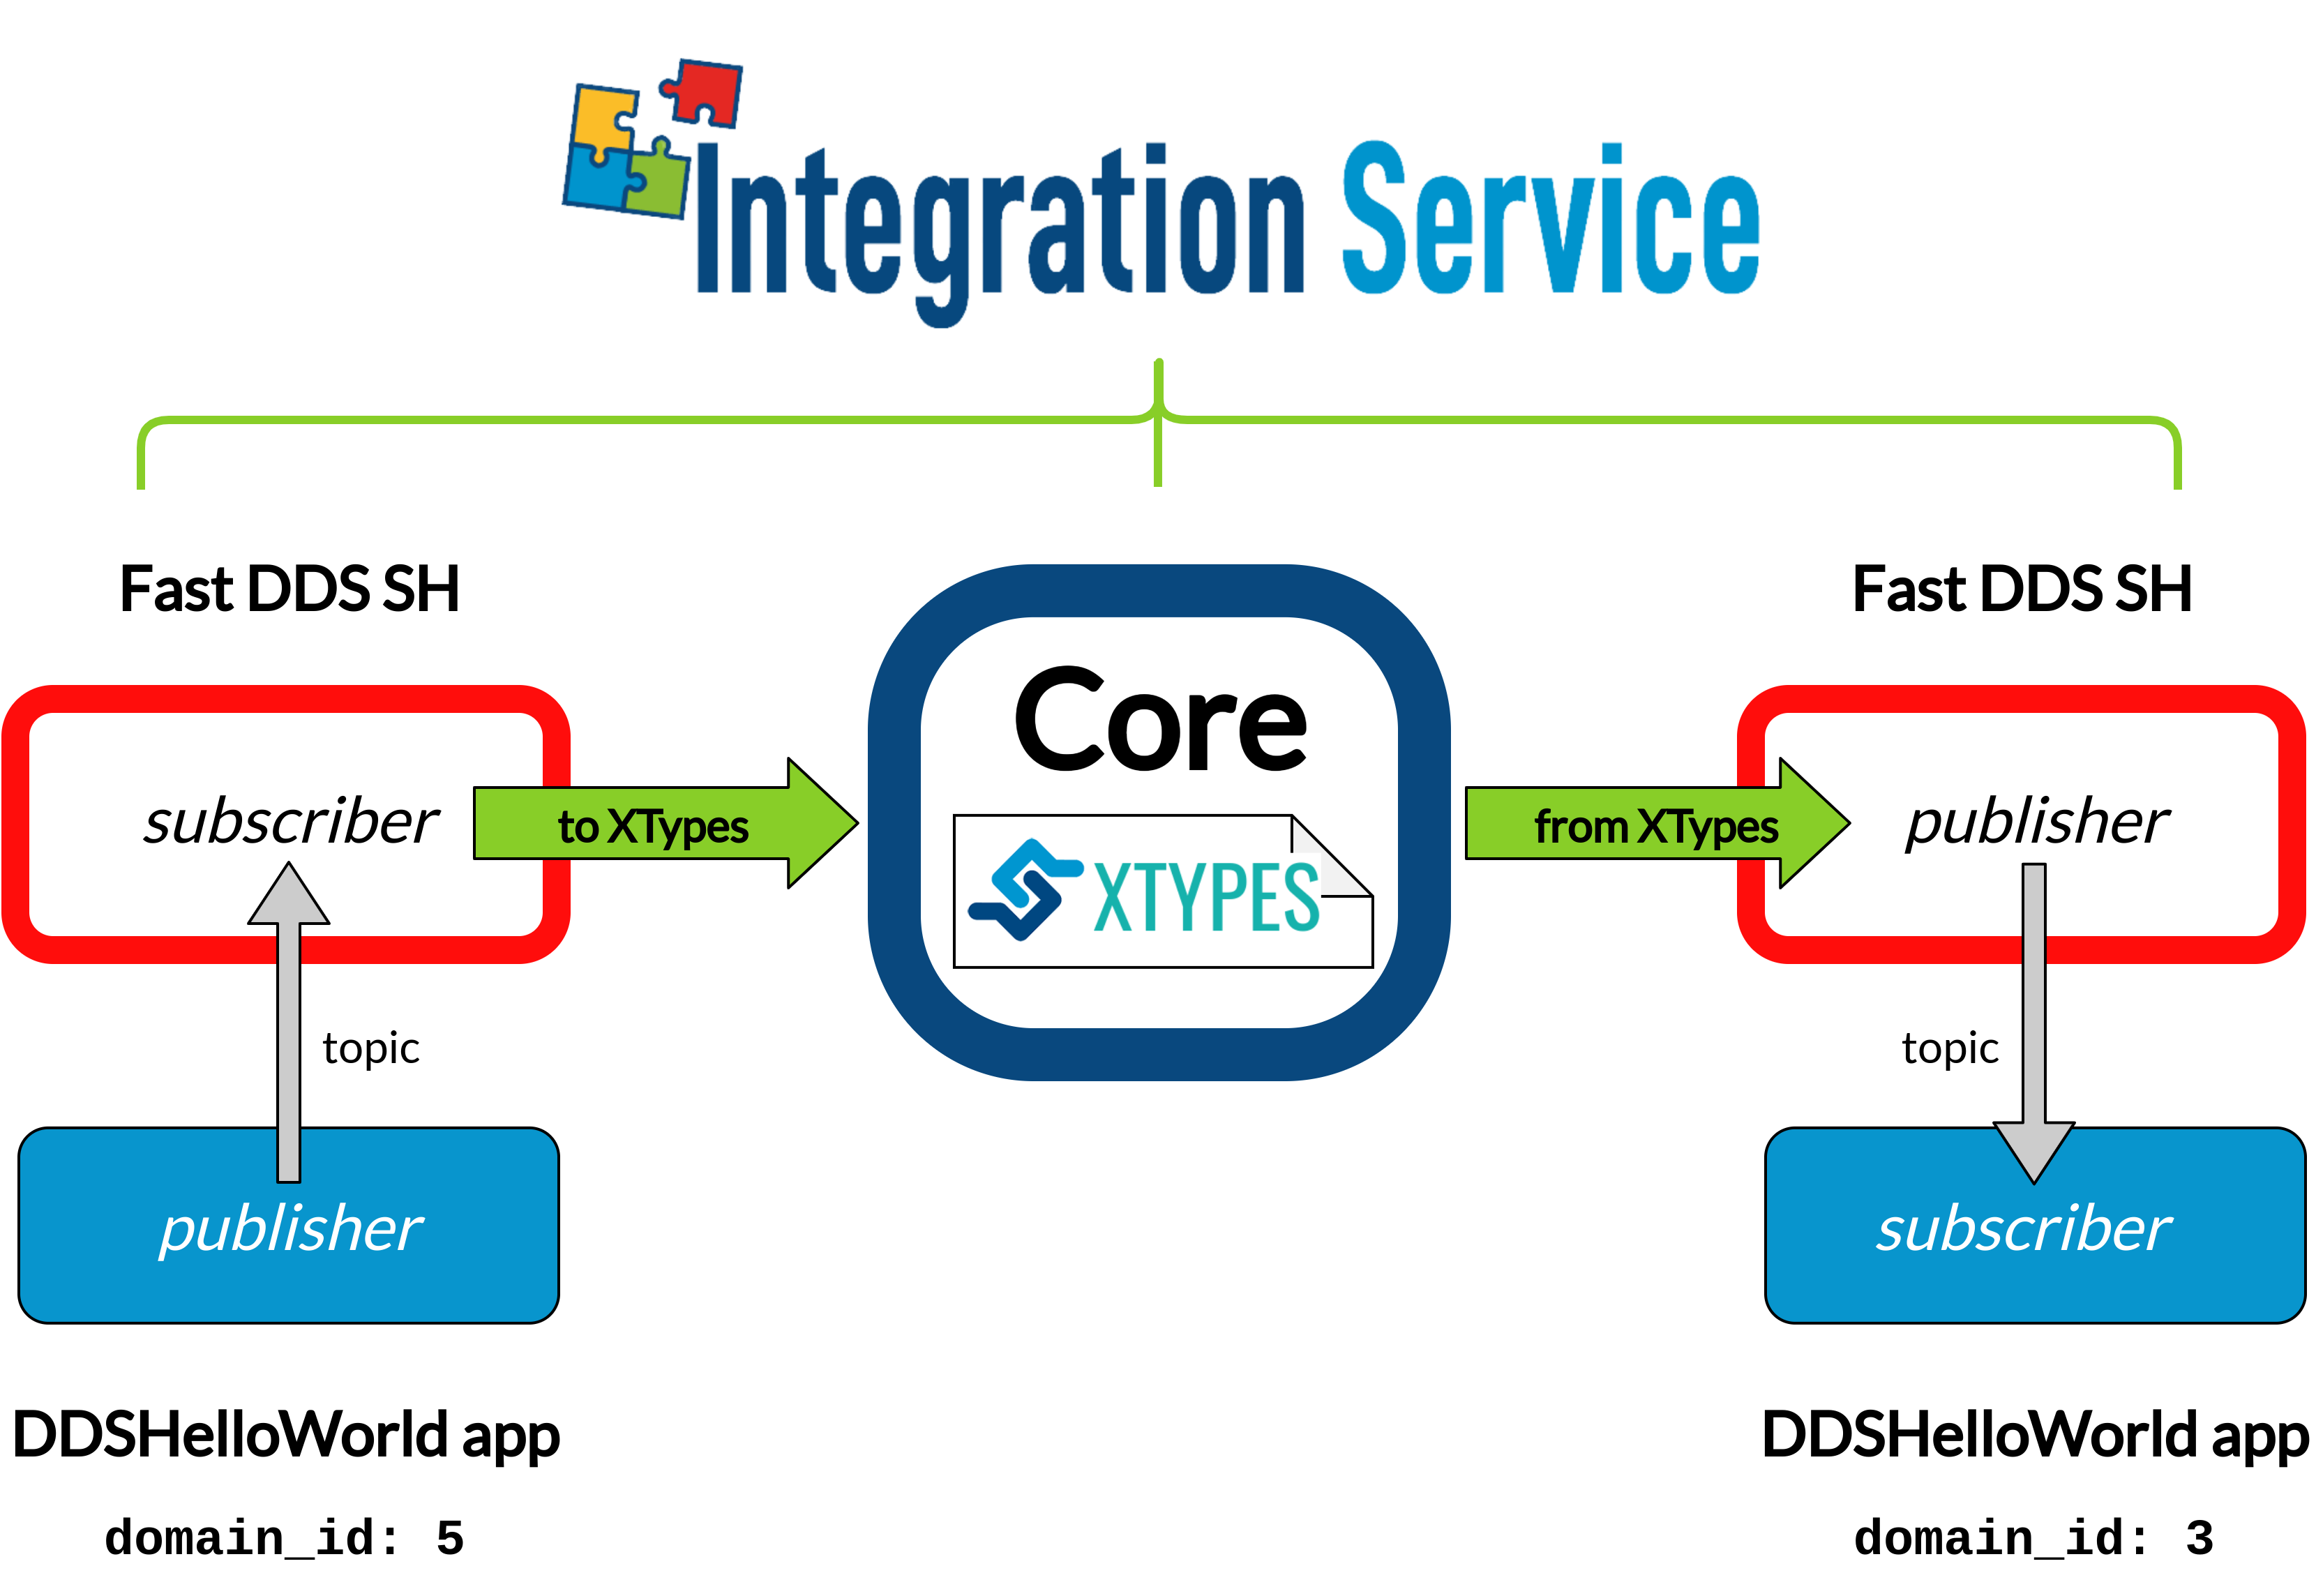 Integration Service
Fast DDS SH
Fast DDS SH
Core
subscriber
to XTypes
XTYPES
from XTypes
publisher
topic
topic
publisher
subscriber
DDSHelloWorld app
DDSHelloWorld app
domain_id: 5
domain_id: 3